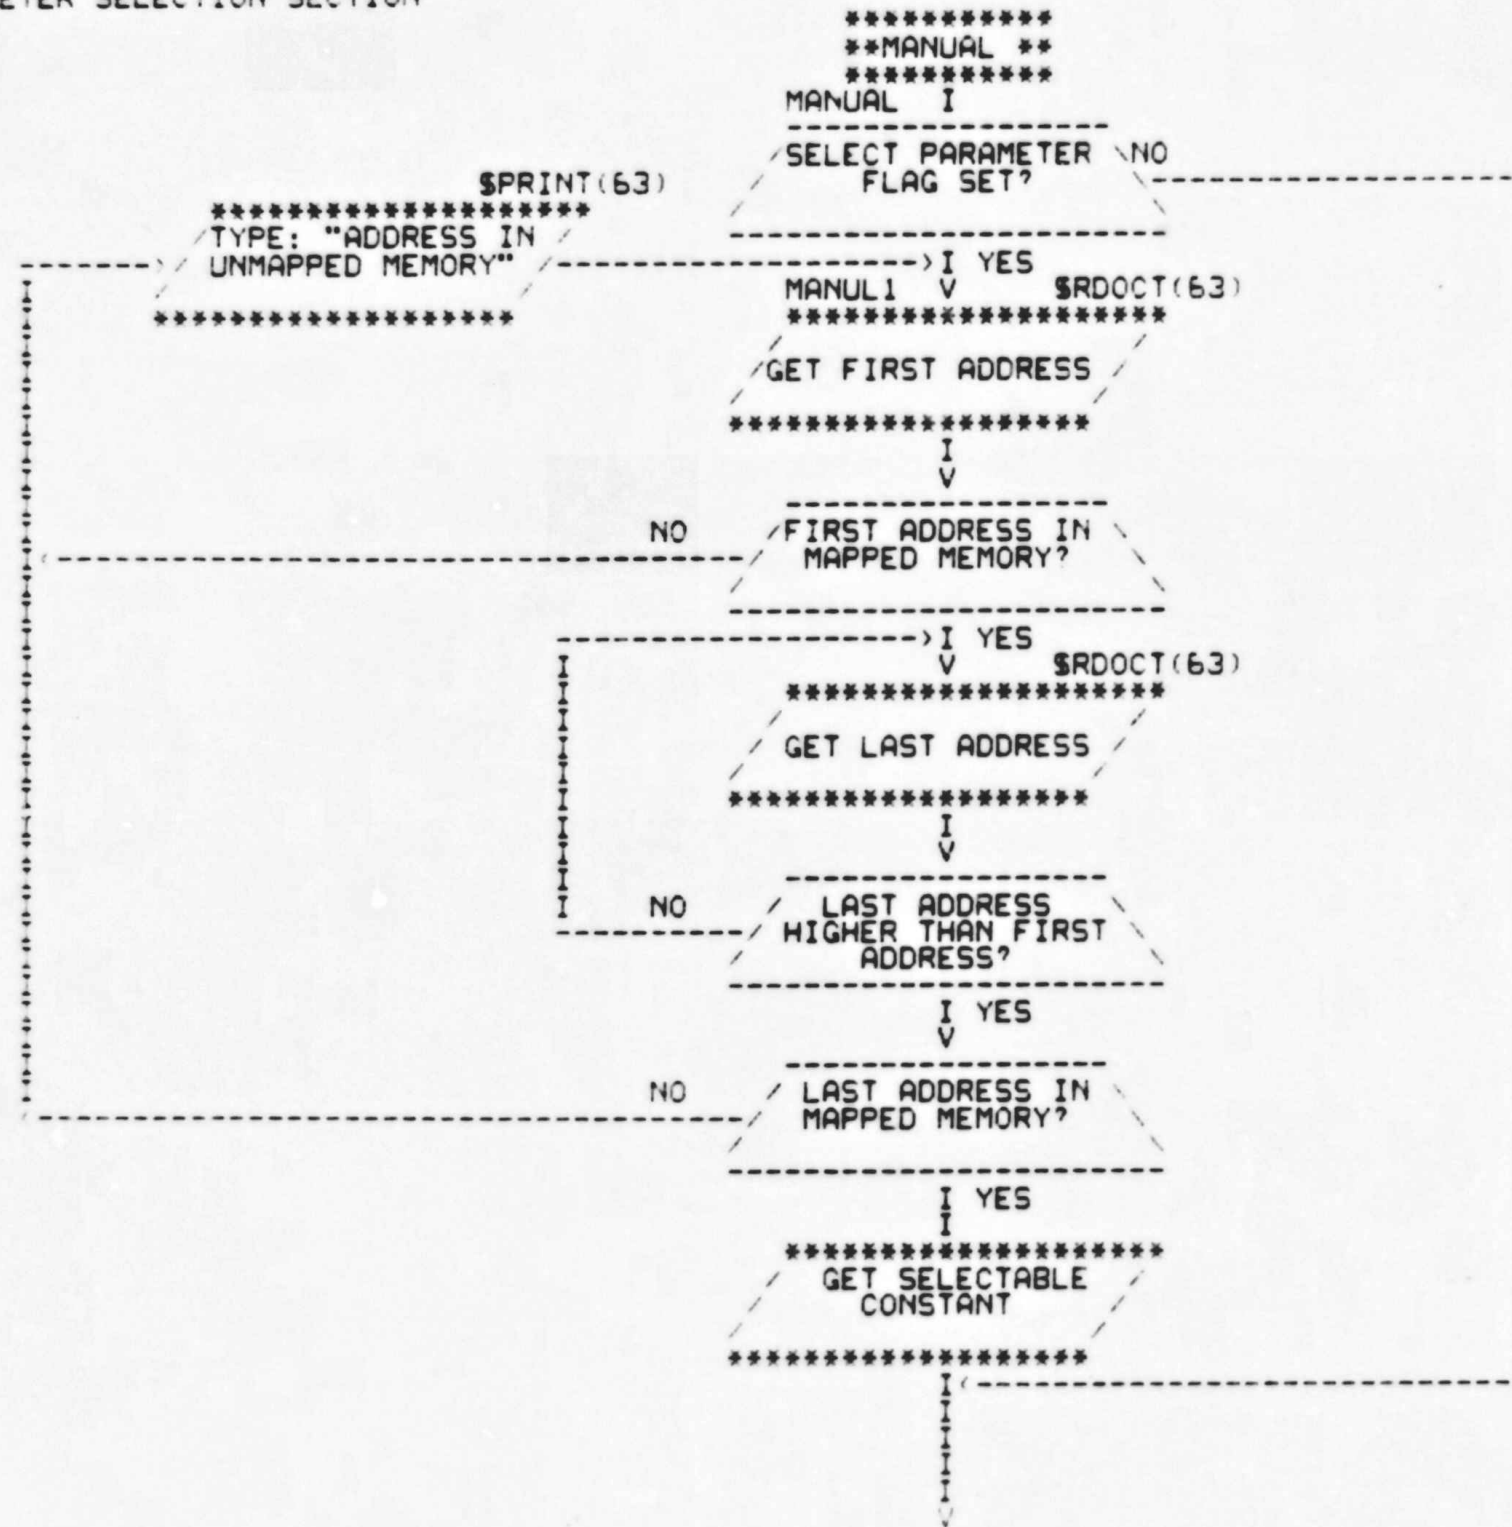 SELECTION SECTION
**MANUAL **
MANUAL I
SELECT PARAMETER NO
FLAG SET?
$PRINT(63)
TYPE: "ADDRESS IN
UNMAPPED MEMORY"
I YES
MANUL1 V $RDOCT(63)
GET FIRST ADDRESS
I
V
NO FIRST ADDRESS IN
MAPPED MEMORY?
I YES
V $RDOCT(63)
GET LAST ADDRESS
I
V
NO LAST ADDRESS
HIGHER THAN FIRST
ADDRESS?
I YES
V
NO LAST ADDRESS IN
MAPPED MEMORY?
I YES
I
GET SELECTABLE
CONSTANT
I
V